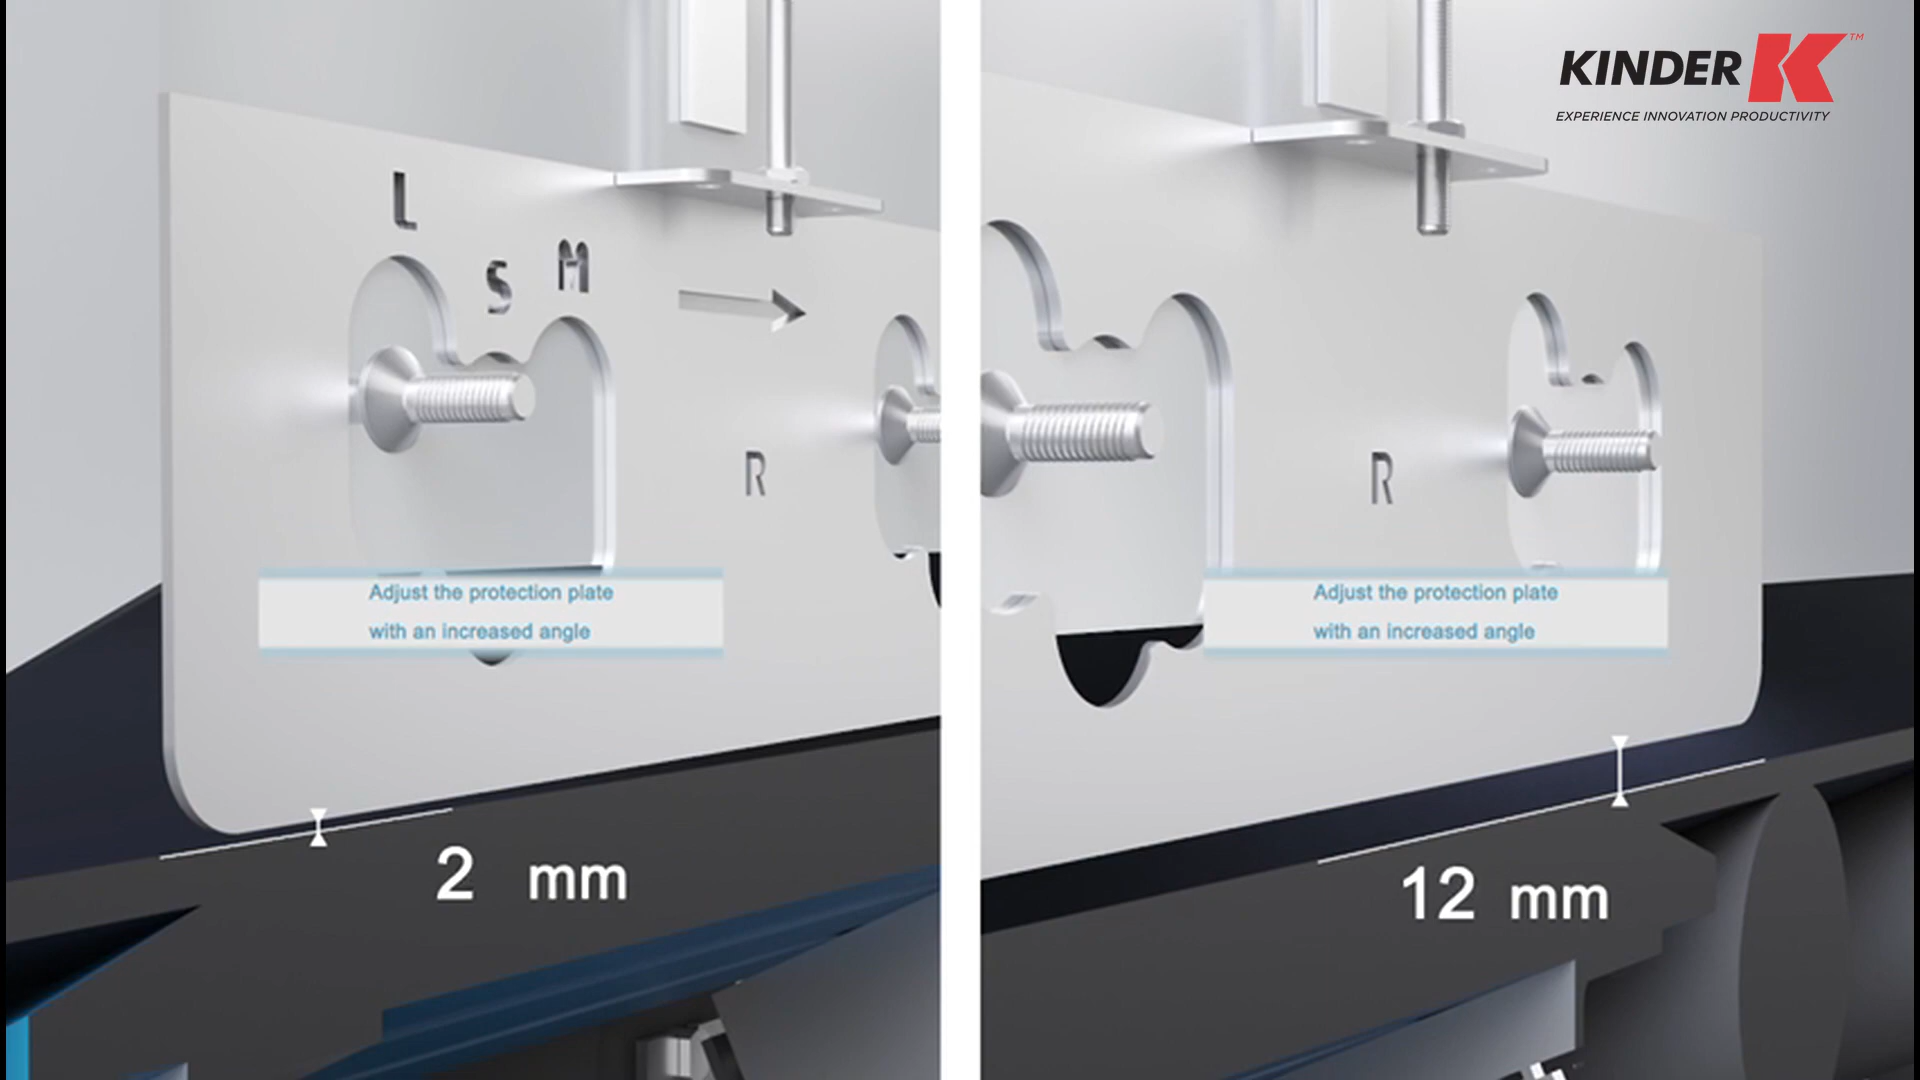 KINDER K™
EXPERIENCE INNOVATION PRODUCTIVITY
L
S
M
R
Adjust the protection plate
with an increased angle
2 mm
R
Adjust the protection plate
with an increased angle
12 mm